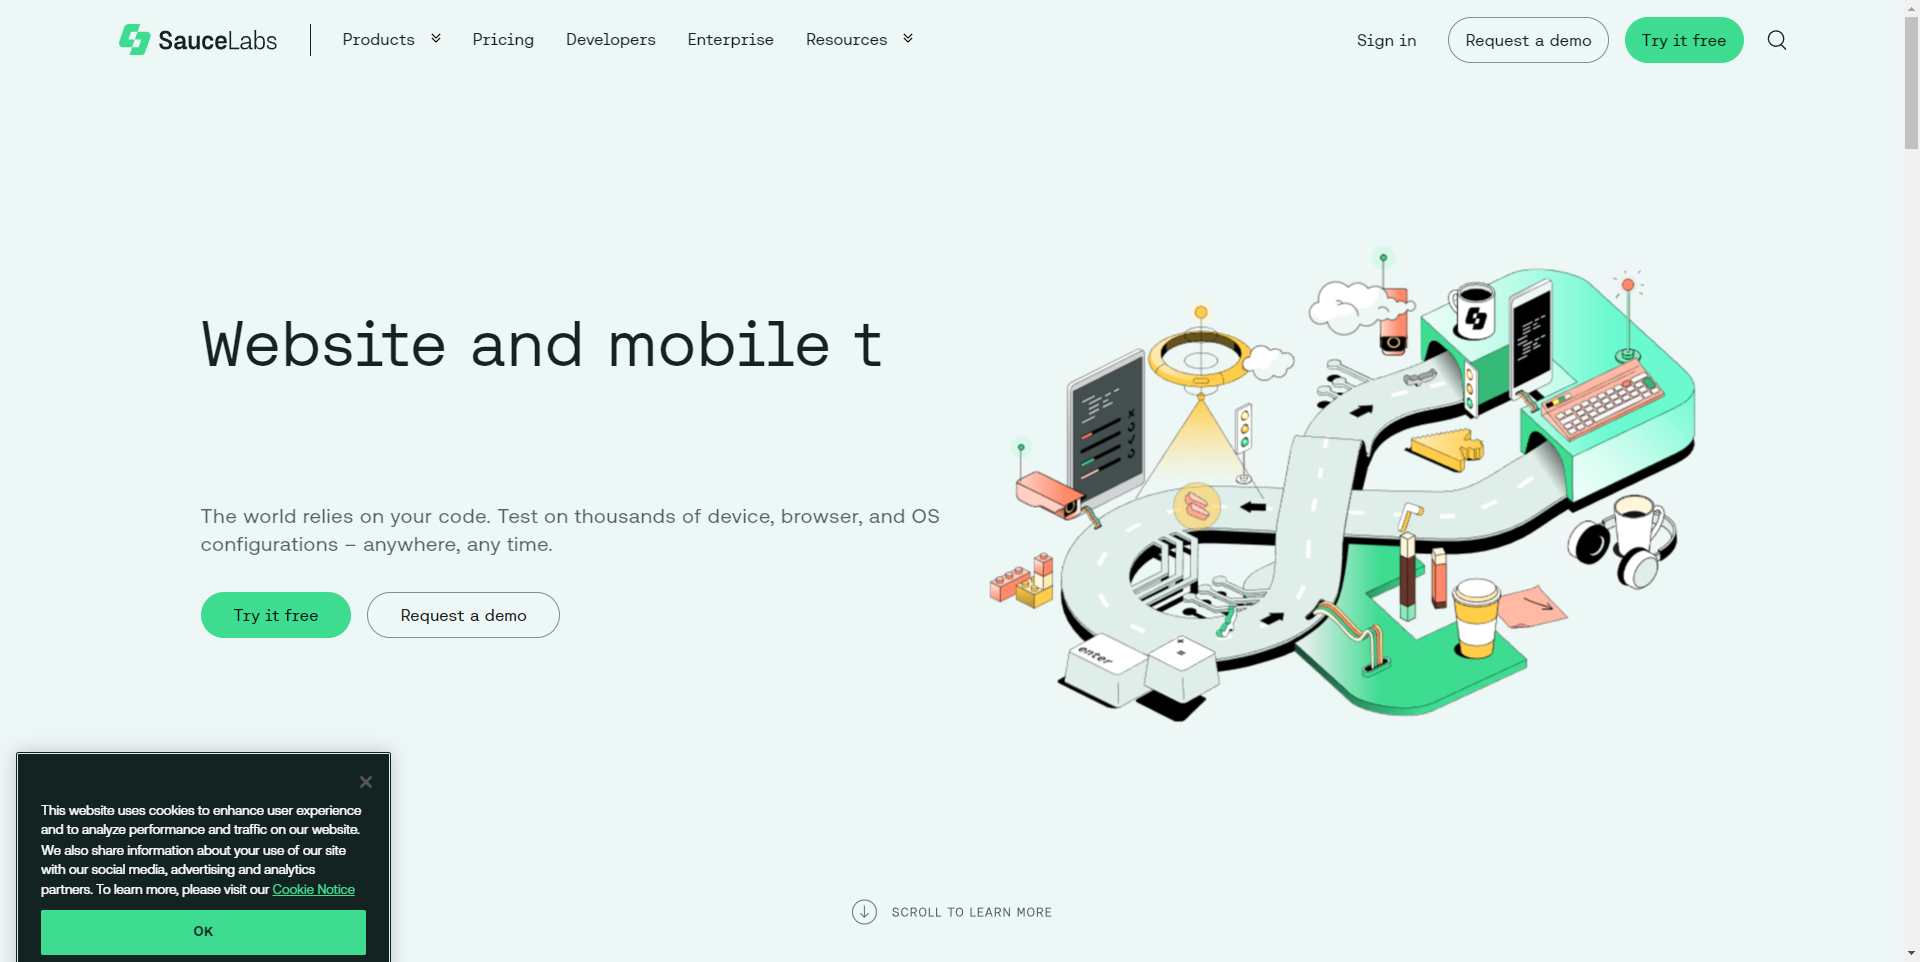 SauceLabs
Products
Pricing
Developers
Enterprise
Resources
Sign in
Request a demo
Try it free
Website and mobile t
The world relies on your code. Test on thousands of device, browser, and OS
configurations – anywhere, any time.
Try it free
Request a demo
enter
This website uses cookies to enhance user experience
and to analyze performance and traffic on our website.
We also share information about your use of our site
with our social media, advertising and analytics
partners. To learn more, please visit our Cookie Notice
OK
SCROLL TO LEARN MORE